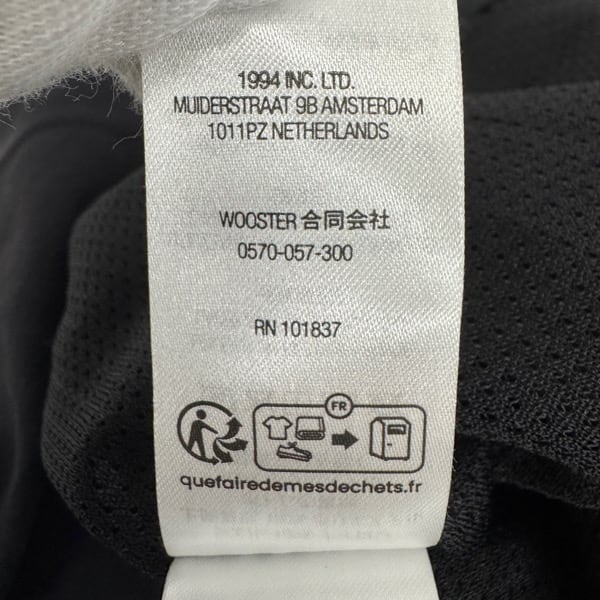 1994 INC. LTD.
MUIDERSTRAAT 9B AMSTERDAM
1011PZ NETHERLANDS
WOOSTER 合同会社
0570-057-300
RN 101837
FR
quefairedemesdechets.fr